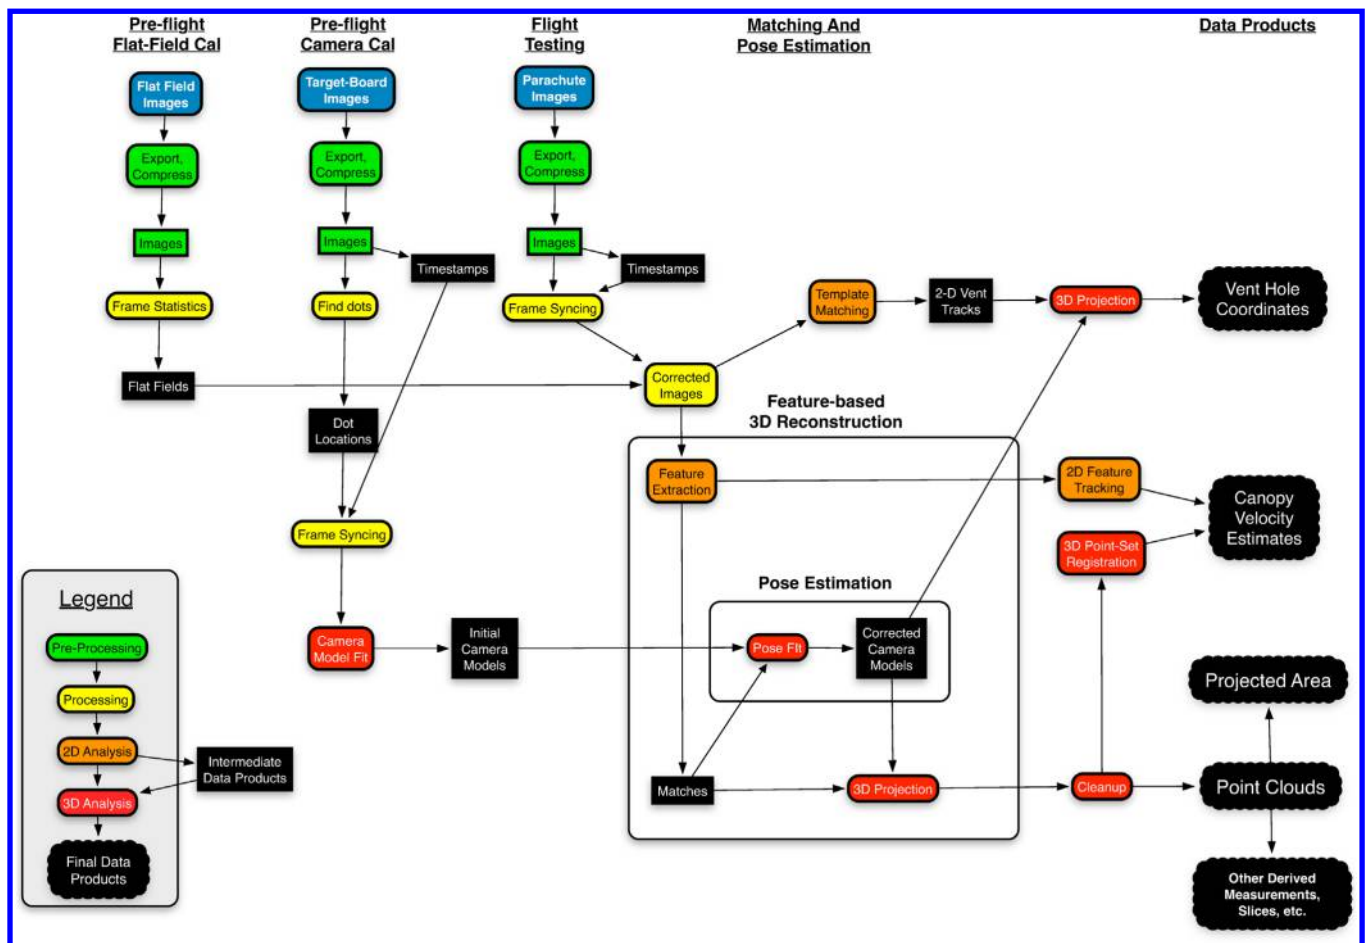 Pre-flight
Flat-Field Cal
Pre-flight
Camera Cal
Flight
Testing
Matching And
Pose Estimation
Data Products
Flat Field
Images
Target-Board
Images
Parachute
Images
Export,
Compress
Export,
Compress
Export,
Compress
Images
Images
Images
Timestamps
Timestamps
Frame Statistics
Find dots
Frame Syncing
Template
Matching
2-D Vent
Tracks
3D Projection
Vent Hole
Coordinates
Flat Fields
Corrected
Images
Dot
Locations
Feature-based
3D Reconstruction
Feature
Extraction
2D Feature
Tracking
Canopy
Velocity
Estimates
Frame Syncing
3D Point-Set
Registration
Pose Estimation
Camera
Model Fit
Initial
Camera
Models
Pose FIt
Corrected
Camera
Models
Projected Area
Matches
3D Projection
Cleanup
Point Clouds
Other Derived
Measurements,
Slices, etc.
Legend
Pre-Processing
Processing
2D Analysis
Intermediate
Data Products
3D Analysis
Final Data
Products